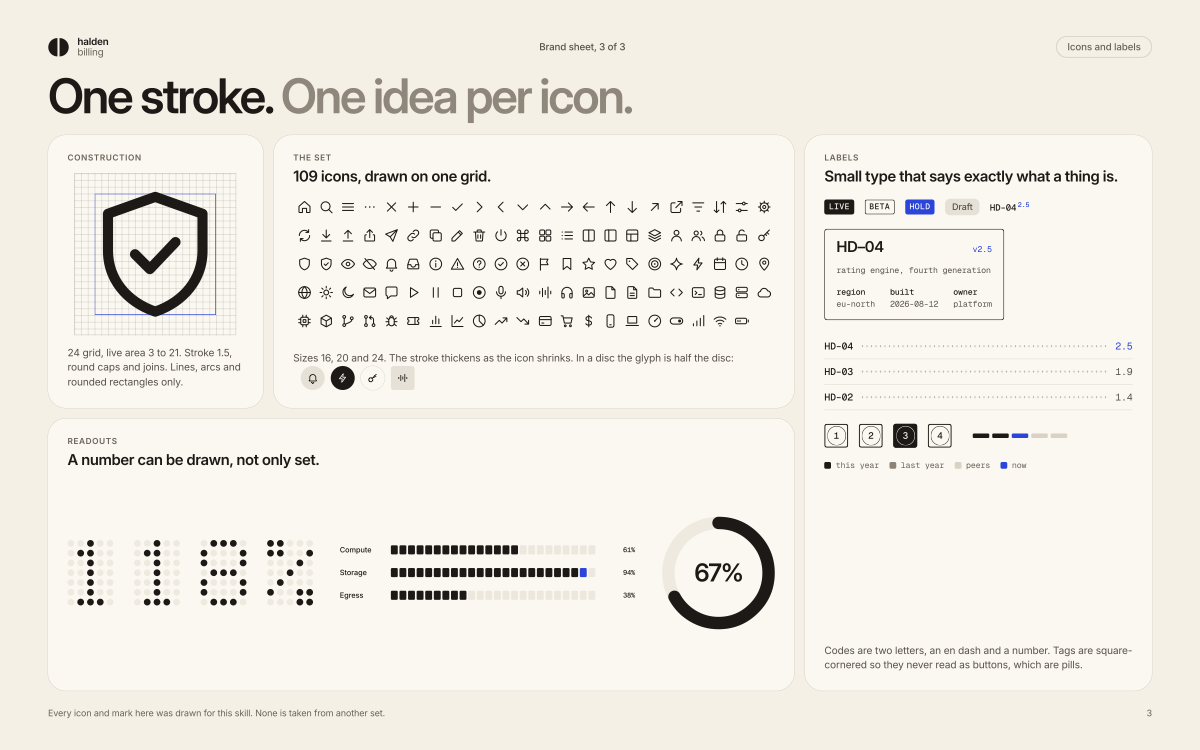 halden
billing
Brand sheet, 3 of 3
Icons and labels
One stroke. One idea per icon.
CONSTRUCTION
24 grid, live area 3 to 21. Stroke 1.5,
round caps and joins. Lines, arcs and
rounded rectangles only.
THE SET
109 icons, drawn on one grid.
Sizes 16, 20 and 24. The stroke thickens as the icon shrinks. In a disc the glyph is half the disc:
LABELS
Small type that says exactly what a thing is.
LIVE BETA HOLD Draft HD-04 2.5
HD–04 v2.5
rating engine, fourth generation
region built owner
eu-north 2026-08-12 platform
HD-04 2.5
HD-03 1.9
HD-02 1.4
1 2 3 4
this year last year peers now
Codes are two letters, an en dash and a number. Tags are square-
cornered so they never read as buttons, which are pills.
READOUTS
A number can be drawn, not only set.
118%
Compute 61%
Storage 94%
Egress 38%
67%
Every icon and mark here was drawn for this skill. None is taken from another set.
3